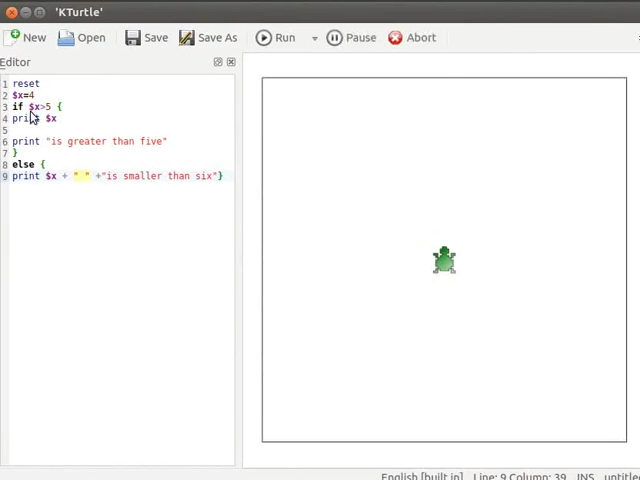 'KTurtle'
New Open Save Save As Run Pause Abort
Editor
1 reset
2 $x=4
3 if $x>5 {
4 print $x
5
6 print "is greater than five"
7 }
8 else {
9 print $x + " " +"is smaller than six"}
English [built in] Line: 9 Column: 39 INS untitled